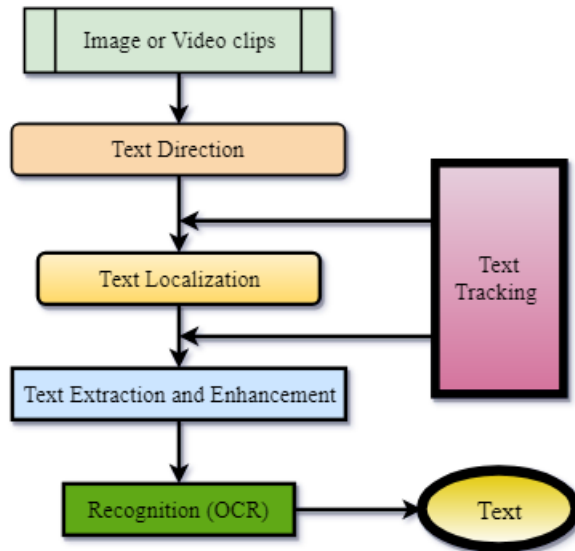 Image or Video clips
Text Direction
Text Localization
Text
Tracking
Text Extraction and Enhancement
Recognition (OCR)
Text